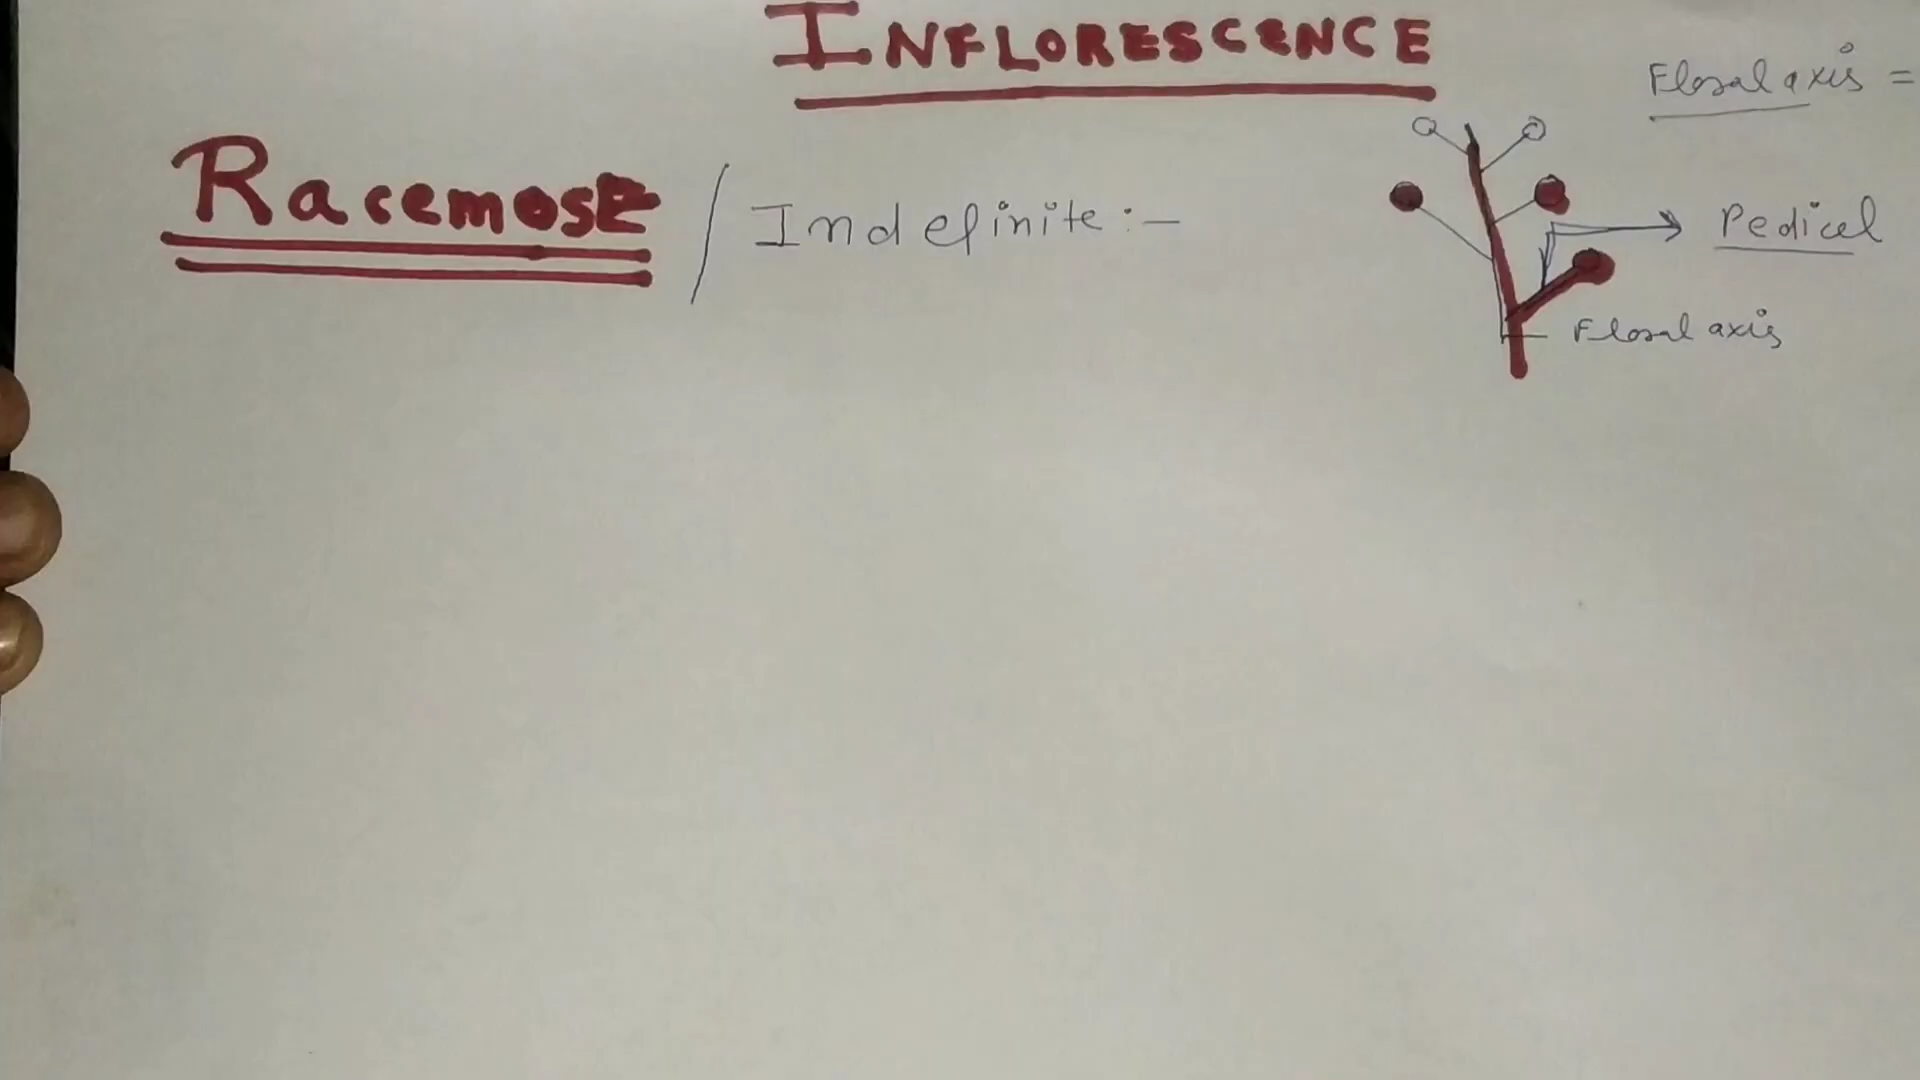 INFLORESCENCE
Floral axis =
Racemose / Indefinite :-
Pedicel
Floral axis